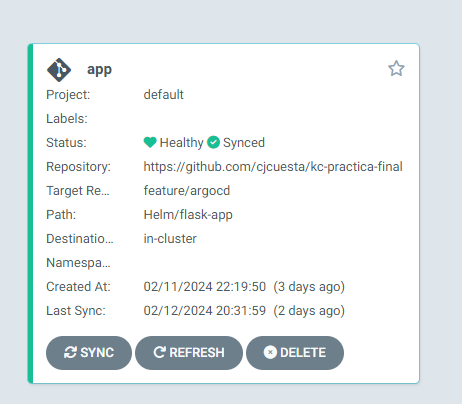 app
Project: default
Labels:
Status: Healthy Synced
Repository: https://github.com/cjcuesta/kc-practica-final
Target Re... feature/argocd
Path: Helm/flask-app
Destinatio... in-cluster
Namespa...
Created At: 02/11/2024 22:19:50 (3 days ago)
Last Sync: 02/12/2024 20:31:59 (2 days ago)
SYNC REFRESH DELETE